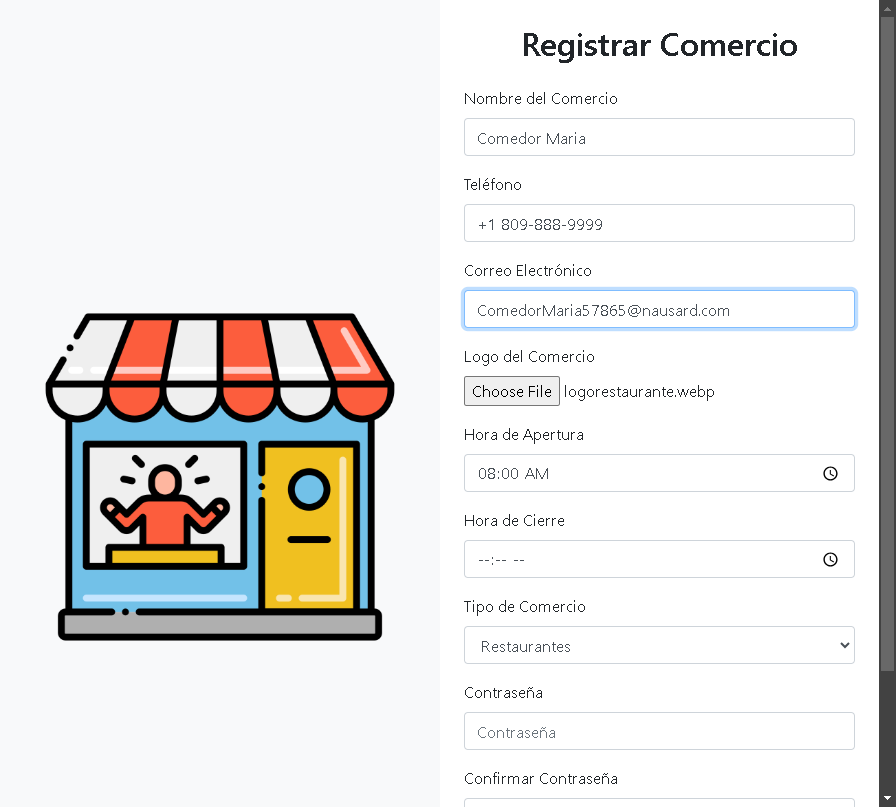 Registrar Comercio
Nombre del Comercio
Comedor Maria
Teléfono
+1 809-888-9999
Correo Electrónico
ComedorMaria57865@nausard.com
Logo del Comercio
Choose File logorestaurante.webp
Hora de Apertura
08:00 AM
Hora de Cierre
--:-- --
Tipo de Comercio
Restaurantes
Contraseña
Contraseña
Confirmar Contraseña